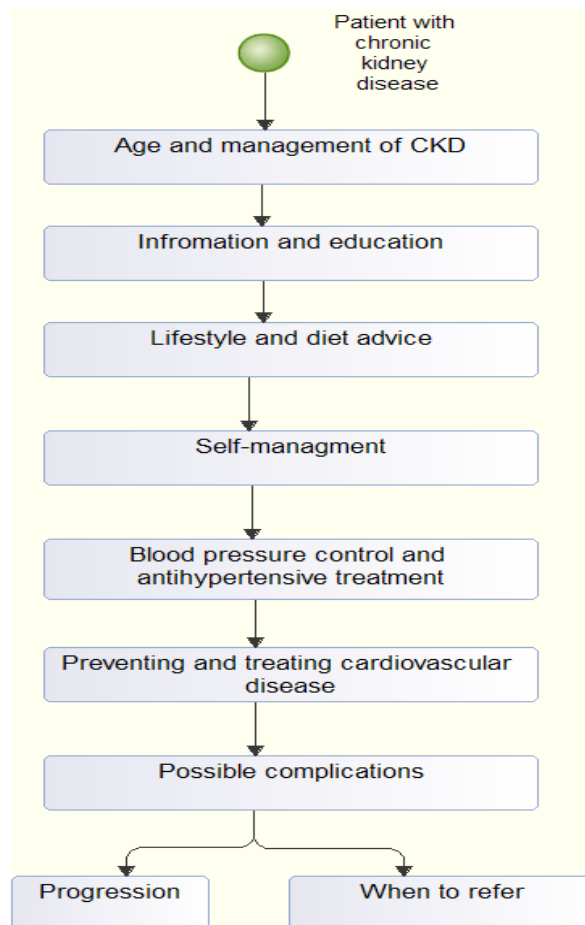 Patient with
chronic
kidney
disease
Age and management of CKD
Infromation and education
Lifestyle and diet advice
Self-managment
Blood pressure control and
antihypertensive treatment
Preventing and treating cardiovascular
disease
Possible complications
Progression
When to refer